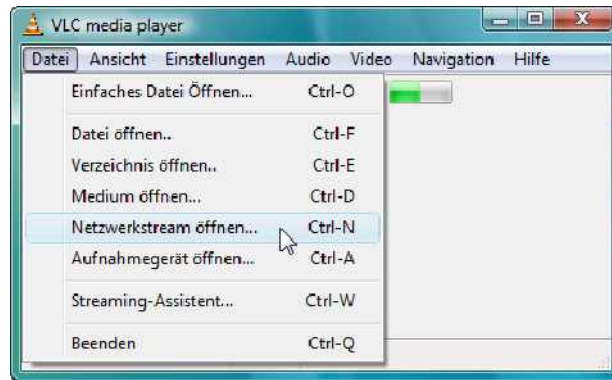 VLC media player
Datei Ansicht Einstellungen Audio Video Navigation Hilfe
Einfaches Datei Öffnen... Ctrl-O
Datei öffnen.. Ctrl-F
Verzeichnis öffnen.. Ctrl-E
Medium öffnen... Ctrl-D
Netzwerkstream öffnen... Ctrl-N
Aufnahmegerät öffnen... Ctrl-A
Streaming-Assistent... Ctrl-W
Beenden Ctrl-Q